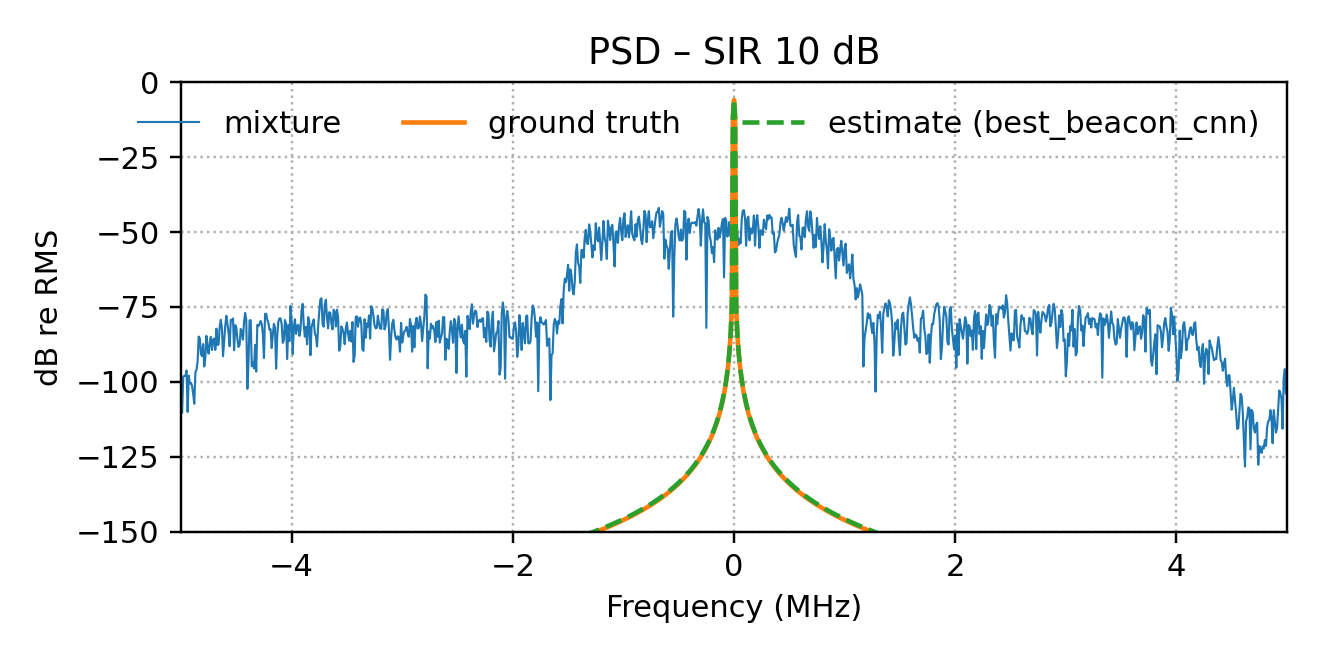 PSD – SIR 10 dB
mixture ground truth estimate (best_beacon_cnn)
0
−25
−50
−75
−100
−125
−150
dB re RMS
−4 −2 0 2 4
Frequency (MHz)